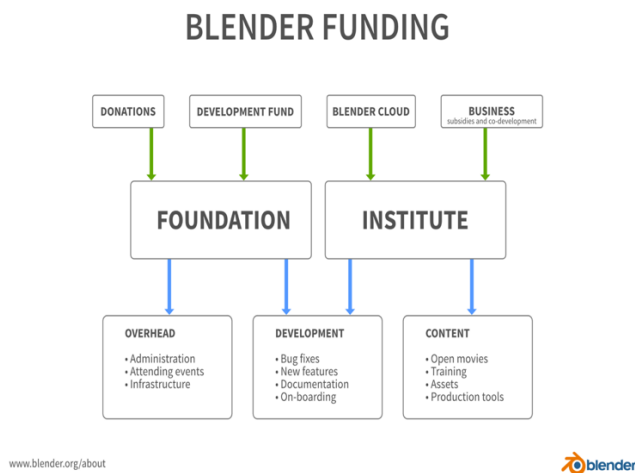 BLENDER FUNDING
DONATIONS
DEVELOPMENT FUND
BLENDER CLOUD
BUSINESS
subsidies and co-development
FOUNDATION
INSTITUTE
OVERHEAD
• Administration
• Attending events
• Infrastructure
DEVELOPMENT
• Bug fixes
• New features
• Documentation
• On-boarding
CONTENT
• Open movies
• Training
• Assets
• Production tools
www.blender.org/about
blender